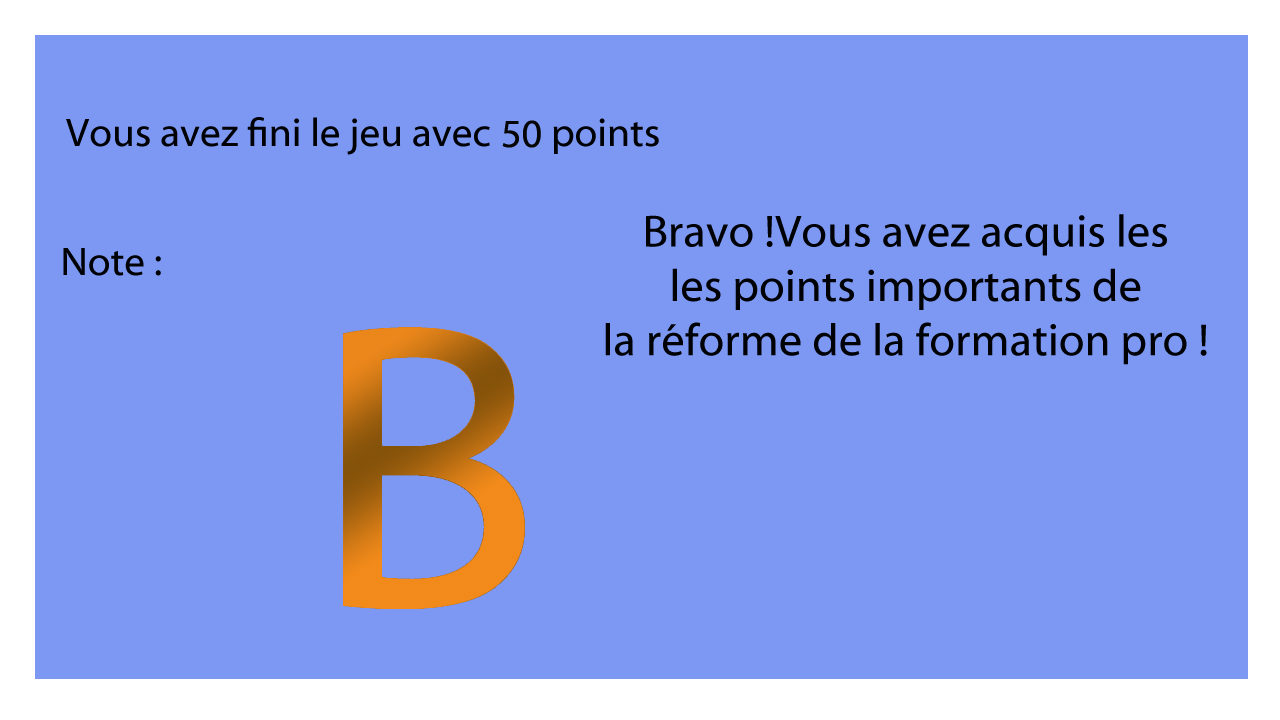 Vous avez fini le jeu avec 50 points
Note :
B
Bravo !Vous avez acquis les
les points importants de
la réforme de la formation pro !